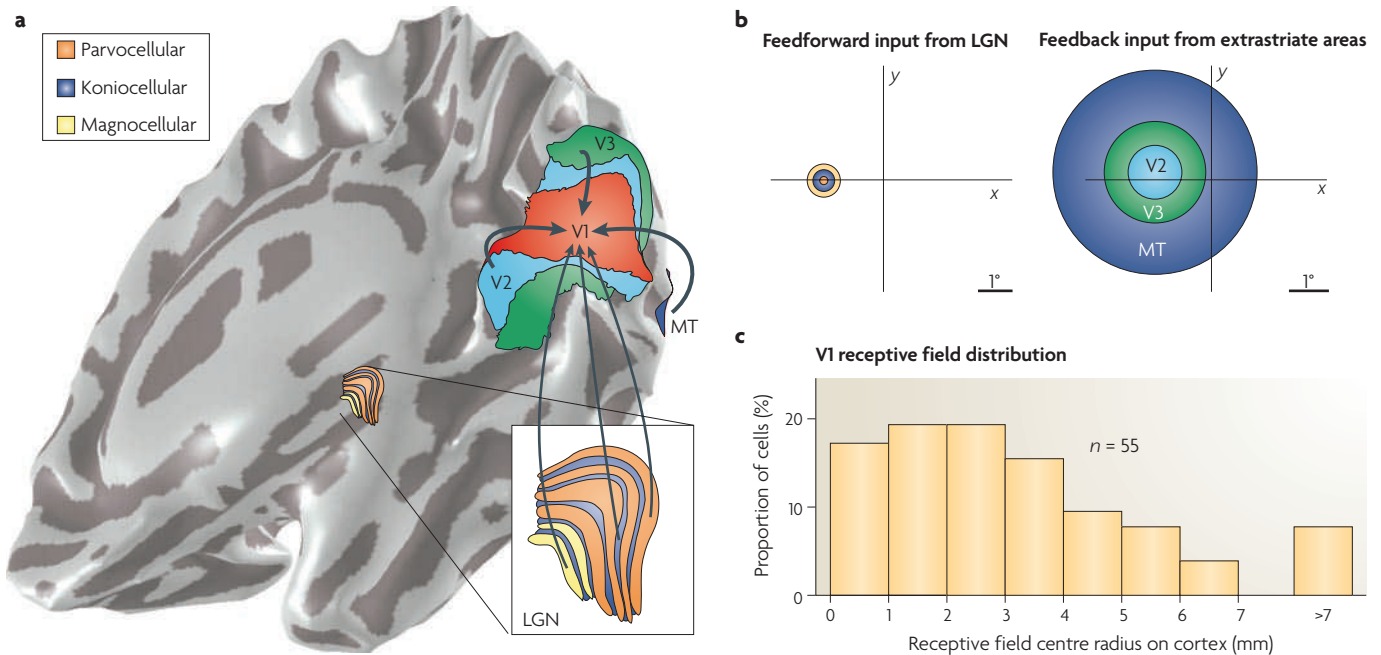 a
Parvocellular
Koniocellular
Magnocellular
V3
V1
V2
MT
LGN
b
Feedforward input from LGN
y
x
1°
Feedback input from extrastriate areas
y
V2
x
V3
MT
1°
c
V1 receptive field distribution
Proportion of cells (%)
20
n = 55
10
0
0 1 2 3 4 5 6 7 >7
Receptive field centre radius on cortex (mm)